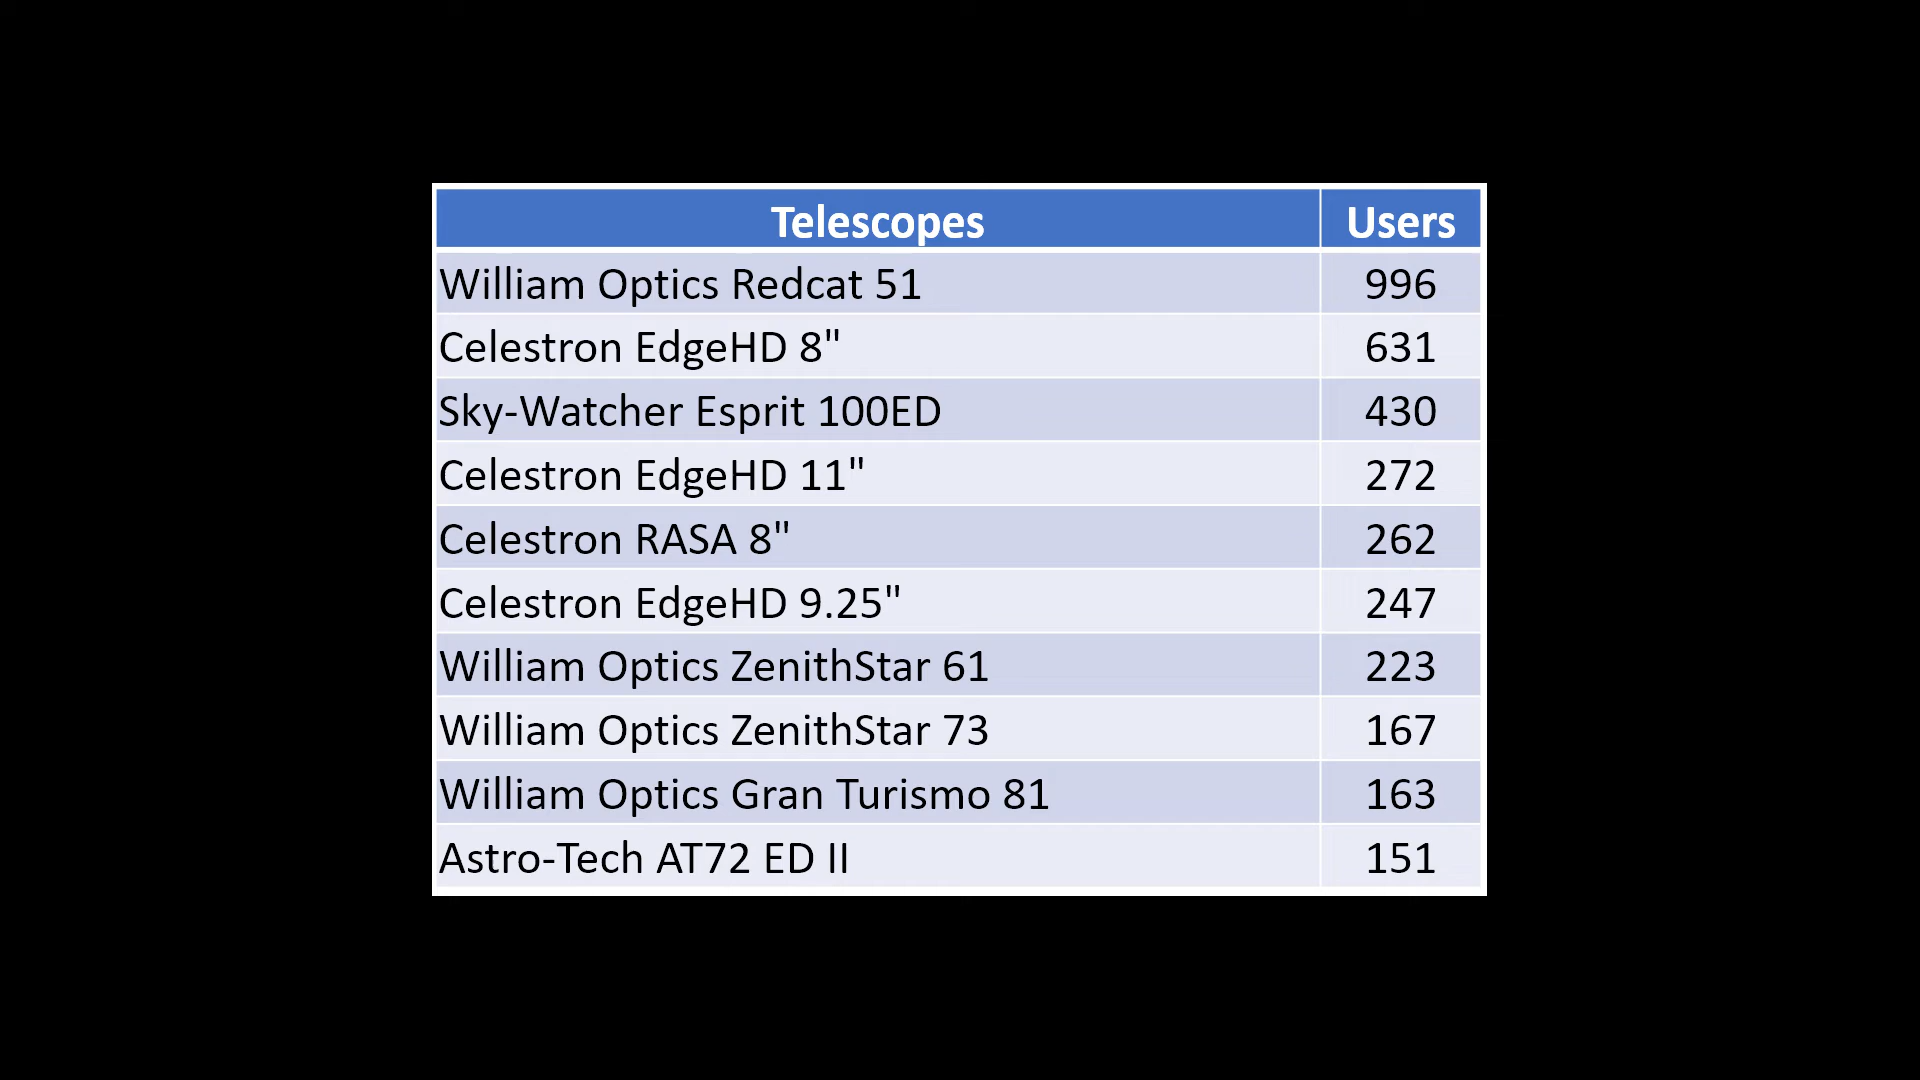 Telescopes Users
William Optics Redcat 51 996
Celestron EdgeHD 8" 631
Sky-Watcher Esprit 100ED 430
Celestron EdgeHD 11" 272
Celestron RASA 8" 262
Celestron EdgeHD 9.25" 247
William Optics ZenithStar 61 223
William Optics ZenithStar 73 167
William Optics Gran Turismo 81 163
Astro-Tech AT72 ED II 151